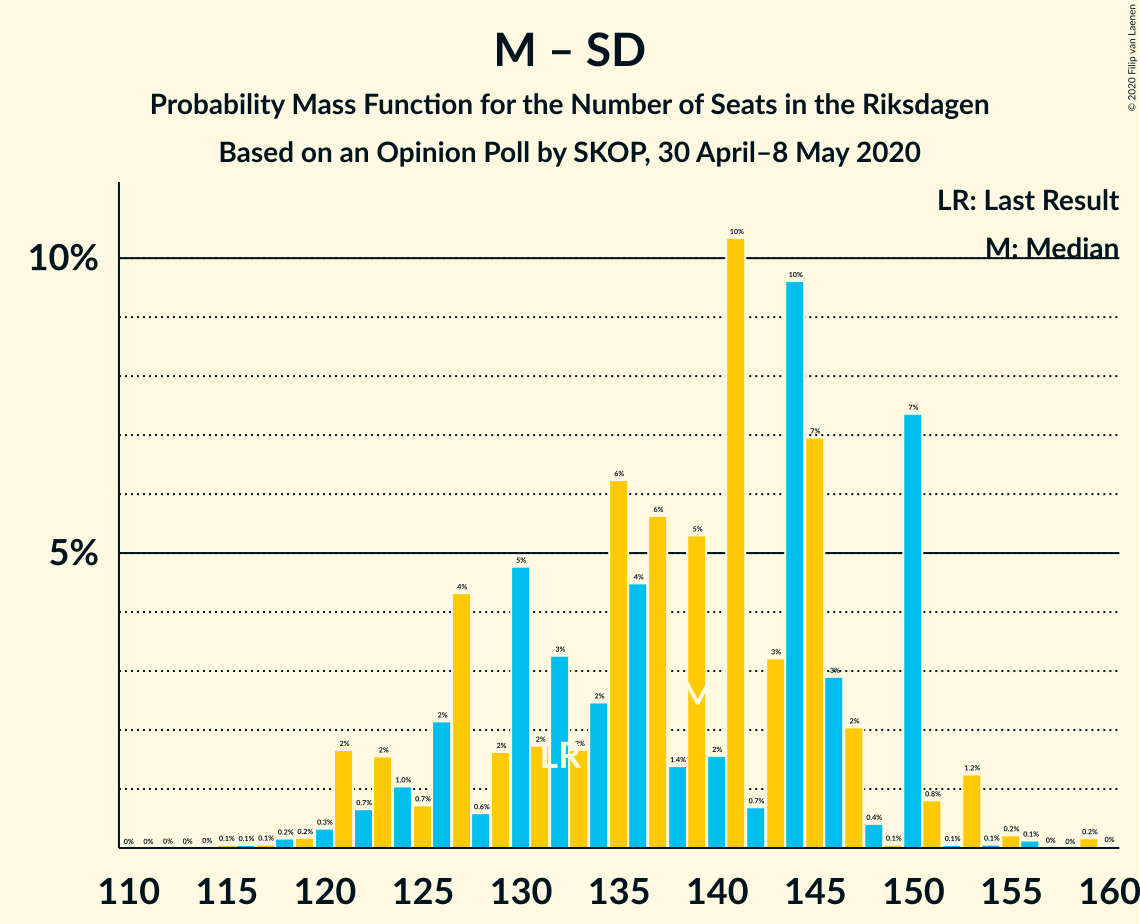 M – SD
Probability Mass Function for the Number of Seats in the Riksdagen
Based on an Opinion Poll by SKOP, 30 April–8 May 2020
© 2020 Filip van Laenen
LR: Last Result
M: Median
10%
5%
0% 0% 0% 0% 0% 0.1% 0.1% 0.1% 0.2% 0.2% 0.3% 2% 0.7% 2% 1.0% 0.7% 2% 4% 0.6% 2% 5% 2% 3% 2% 2% 6% 4% 6% 1.4% 5% 2% 10% 0.7% 3% 10% 7% 3% 2% 0.4% 0.1% 7% 0.8% 0.1% 1.2% 0.1% 0.2% 0.1% 0% 0% 0.2% 0%
LR
M
110 115 120 125 130 135 140 145 150 155 160